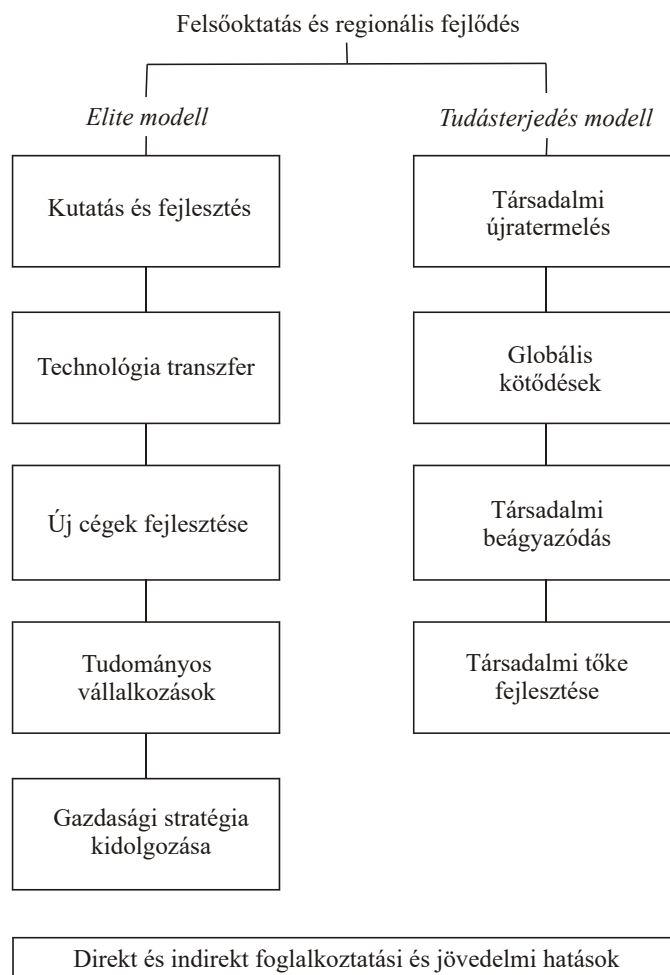 Felsőoktatás és regionális fejlődés
Elite modell
Kutatás és fejlesztés
Technológia transzfer
Új cégek fejlesztése
Tudományos
vállalkozások
Gazdasági stratégia
kidolgozása
Tudásterjedés modell
Társadalmi
újratermelés
Globális
kötődések
Társadalmi
beágyazódás
Társadalmi tőke
fejlesztése
Direkt és indirekt foglalkoztatási és jövedelmi hatások